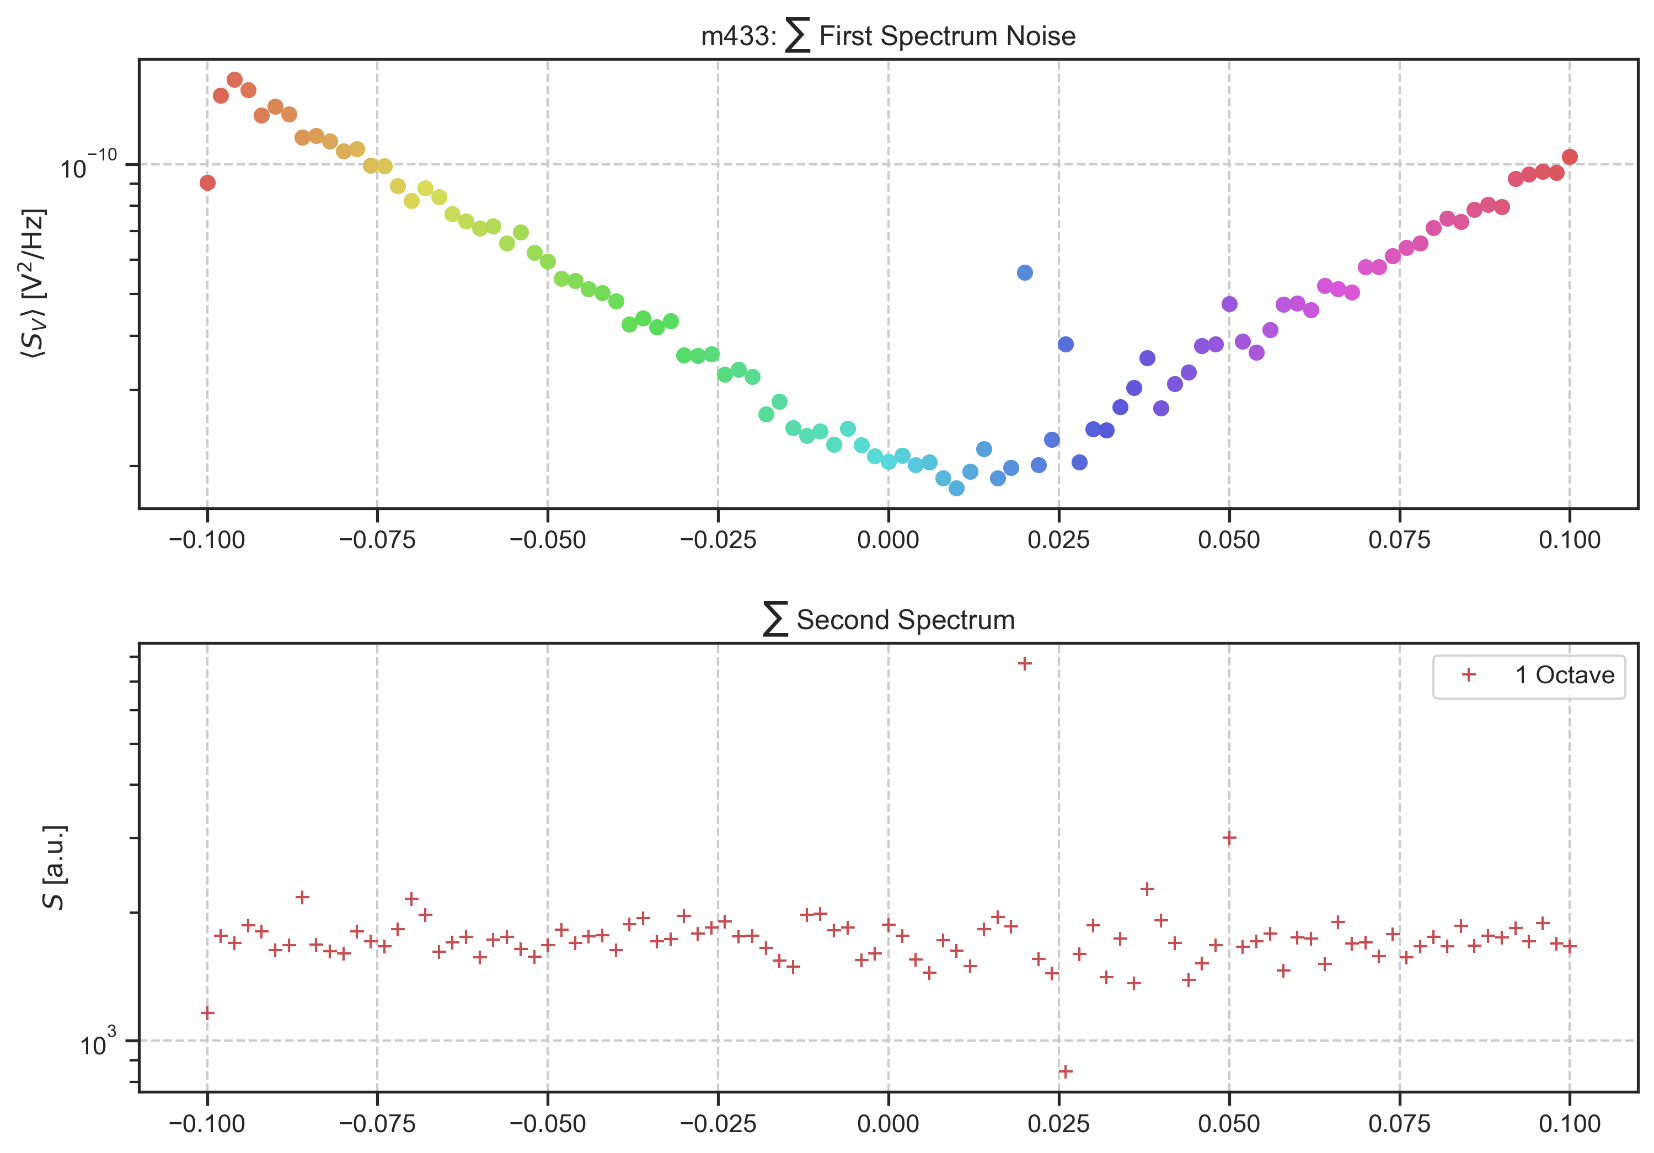 m433: ∑ First Spectrum Noise
⟨S_V⟩ [V²/Hz]
10⁻¹⁰
−0.100 −0.075 −0.050 −0.025 0.000 0.025 0.050 0.075 0.100
∑ Second Spectrum
S [a.u.]
1 Octave
10³
−0.100 −0.075 −0.050 −0.025 0.000 0.025 0.050 0.075 0.100